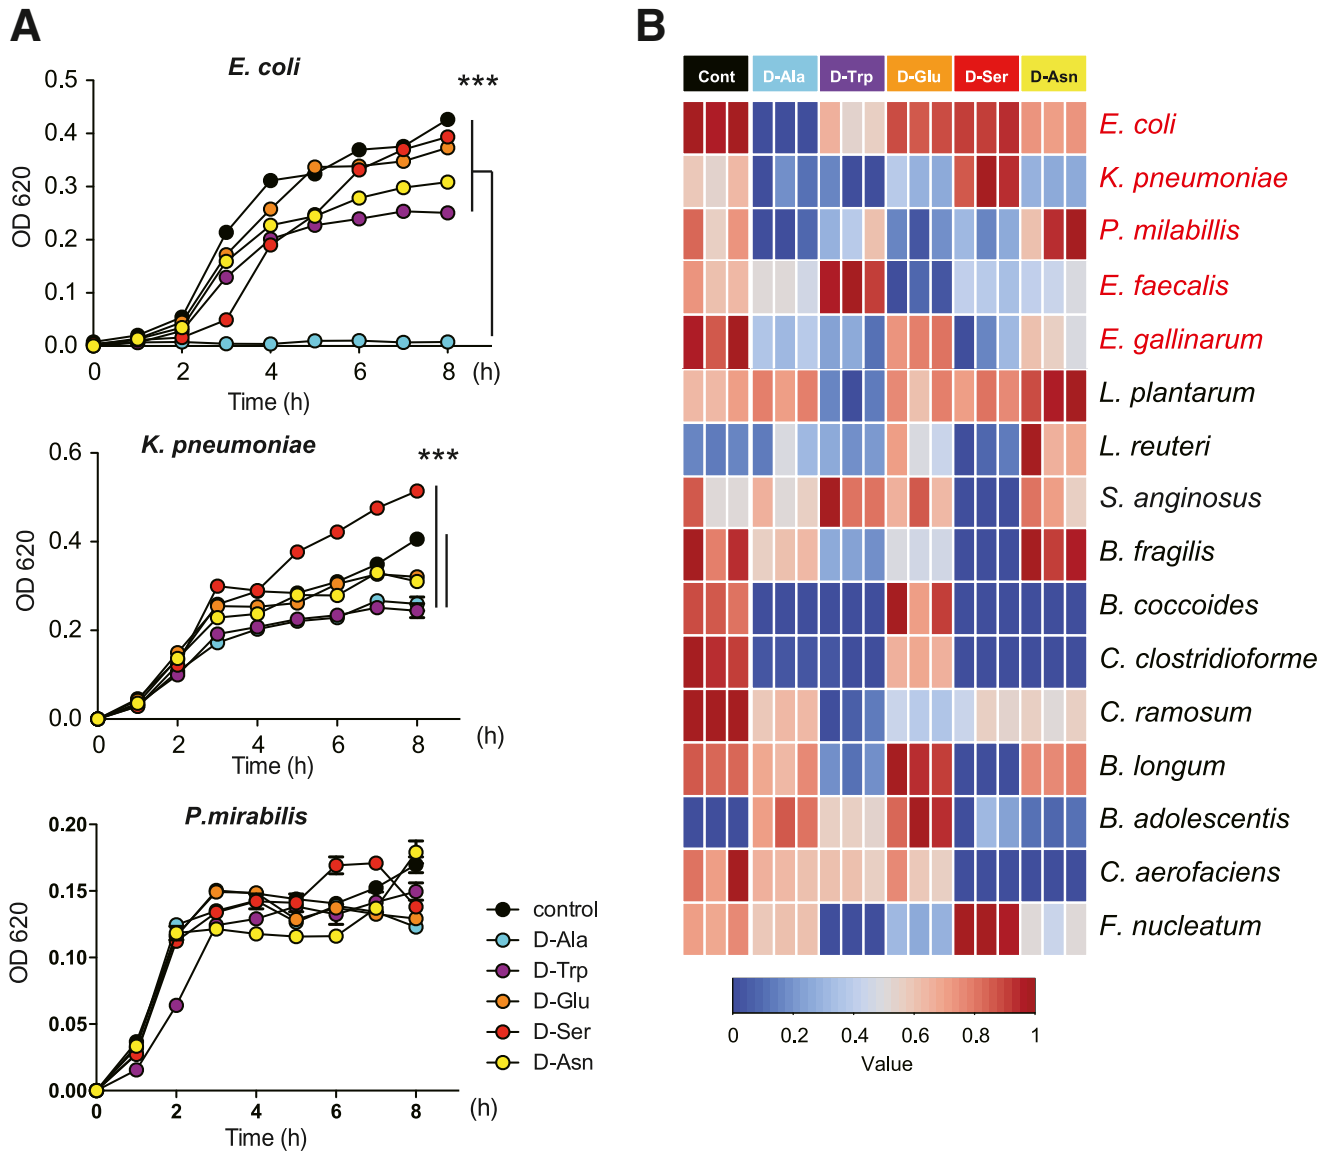 A
E. coli
***
0.5
0.4
0.3
0.2
0.1
0.0
OD 620
0 2 4 6 8 (h)
Time (h)
K. pneumoniae
***
0.6
0.4
0.2
0.0
OD 620
0 2 4 6 8 (h)
Time (h)
P.mirabilis
0.20
0.15
0.10
0.05
0.00
OD 620
0 2 4 6 8 (h)
Time (h)
control
D-Ala
D-Trp
D-Glu
D-Ser
D-Asn
B
Cont D-Ala D-Trp D-Glu D-Ser D-Asn
E. coli
K. pneumoniae
P. milabillis
E. faecalis
E. gallinarum
L. plantarum
L. reuteri
S. anginosus
B. fragilis
B. coccoides
C. clostridioforme
C. ramosum
B. longum
B. adolescentis
C. aerofaciens
F. nucleatum
0 0.2 0.4 0.6 0.8 1
Value